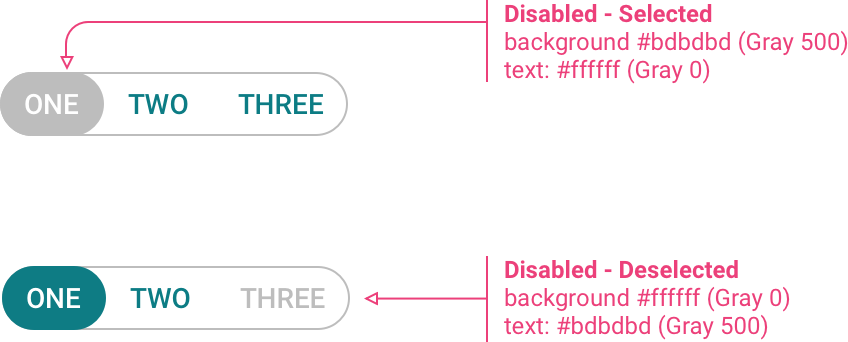 Disabled - Selected
background #bdbdbd (Gray 500)
text: #ffffff (Gray 0)
ONE TWO THREE
Disabled - Deselected
background #ffffff (Gray 0)
text: #bdbdbd (Gray 500)
ONE TWO THREE